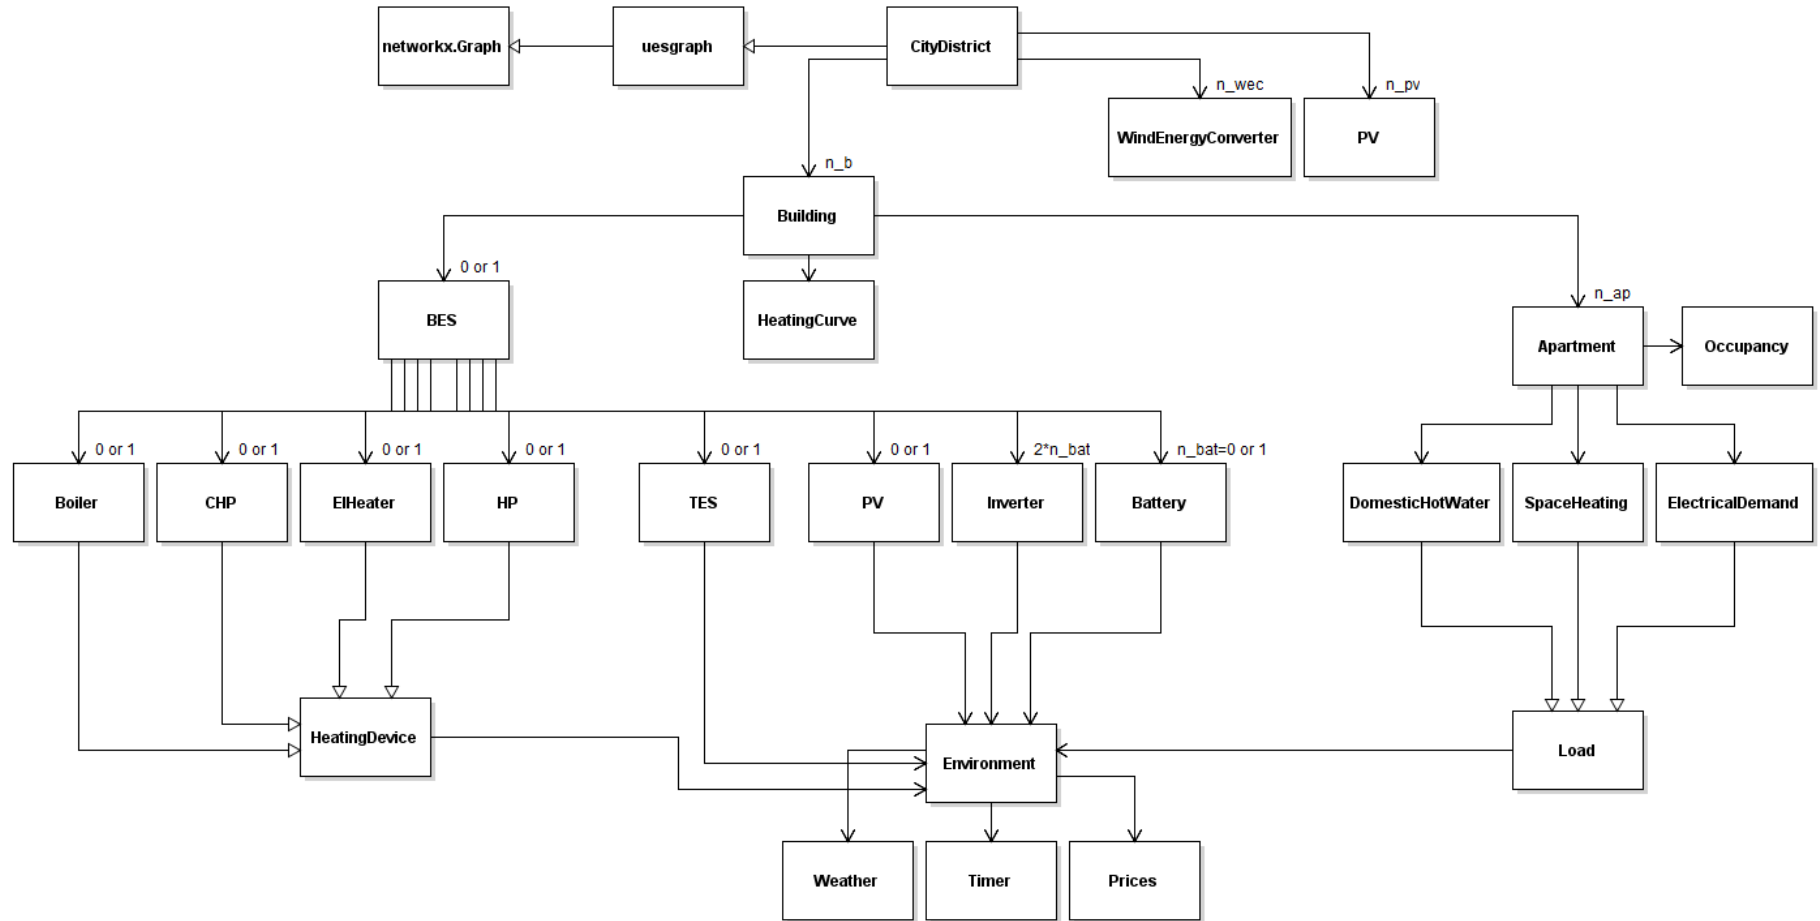 networkx.Graph
uesgraph
CityDistrict
n_wec
n_pv
WindEnergyConverter
PV
n_b
Building
0 or 1
n_ap
BES
HeatingCurve
Apartment
Occupancy
0 or 1
0 or 1
0 or 1
0 or 1
0 or 1
0 or 1
2*n_bat
n_bat=0 or 1
Boiler
CHP
ElHeater
HP
TES
PV
Inverter
Battery
DomesticHotWater
SpaceHeating
ElectricalDemand
HeatingDevice
Environment
Load
Weather
Timer
Prices